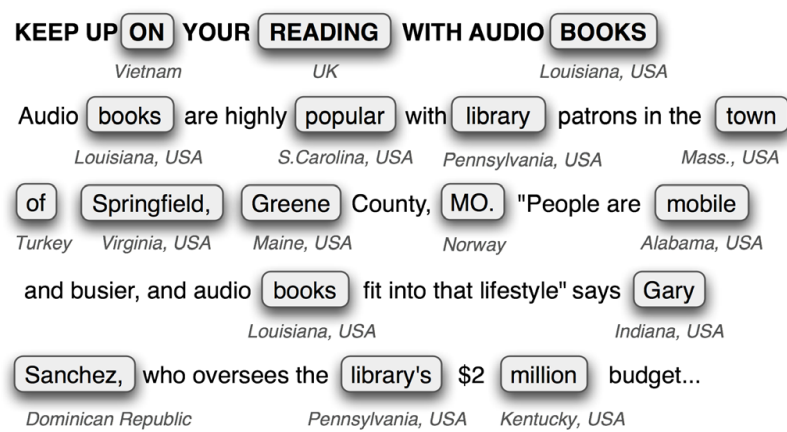 KEEP UP ON YOUR READING WITH AUDIO BOOKS
Vietnam UK Louisiana, USA
Audio books are highly popular with library patrons in the town
Louisiana, USA S.Carolina, USA Pennsylvania, USA Mass., USA
of Springfield, Greene County, MO. "People are mobile
Turkey Virginia, USA Maine, USA Norway Alabama, USA
and busier, and audio books fit into that lifestyle" says Gary
Louisiana, USA Indiana, USA
Sanchez, who oversees the library's $2 million budget...
Dominican Republic Pennsylvania, USA Kentucky, USA